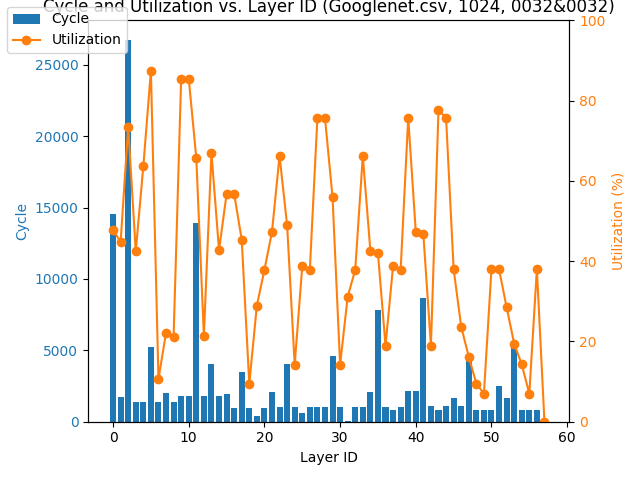 Cycle and Utilization vs. Layer ID (Googlenet.csv, 1024, 0032&0032)
Cycle
Utilization
Cycle
25000
20000
15000
10000
5000
0
100
80
60
40
20
0
Utilization (%)
0 10 20 30 40 50 60
Layer ID